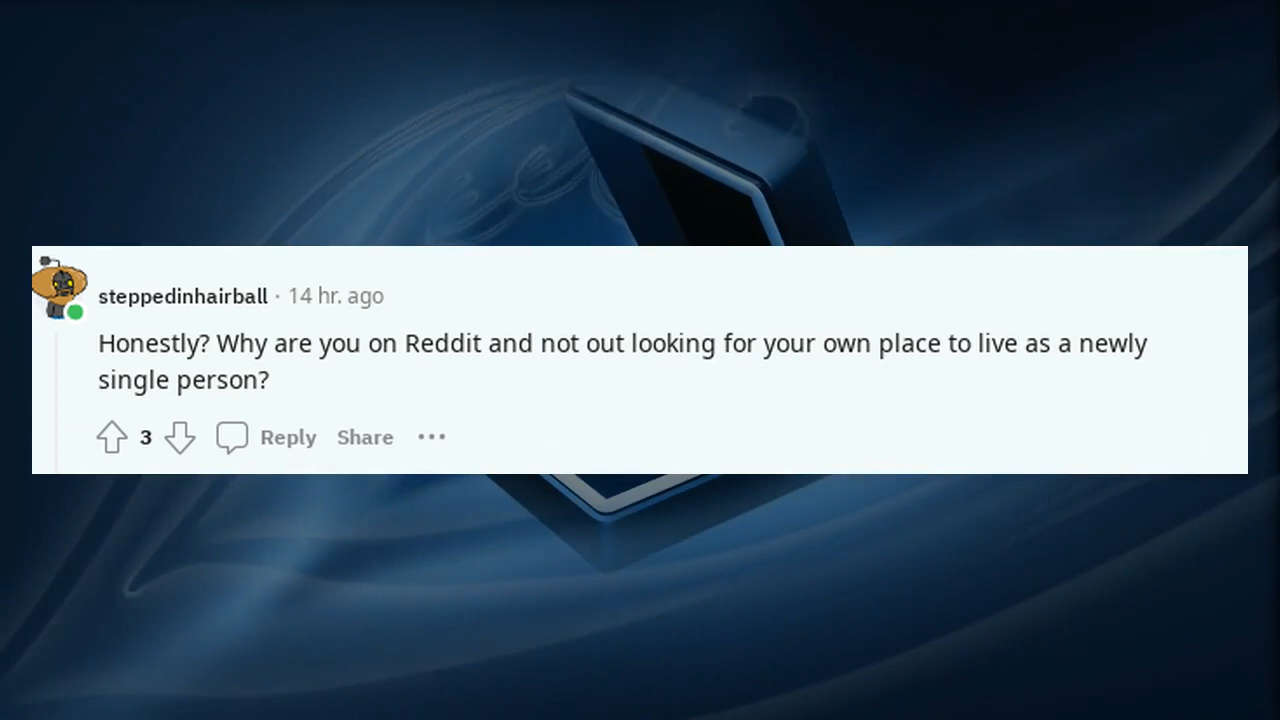 steppedinhairball · 14 hr. ago
Honestly? Why are you on Reddit and not out looking for your own place to live as a newly
single person?
3 Reply Share ···